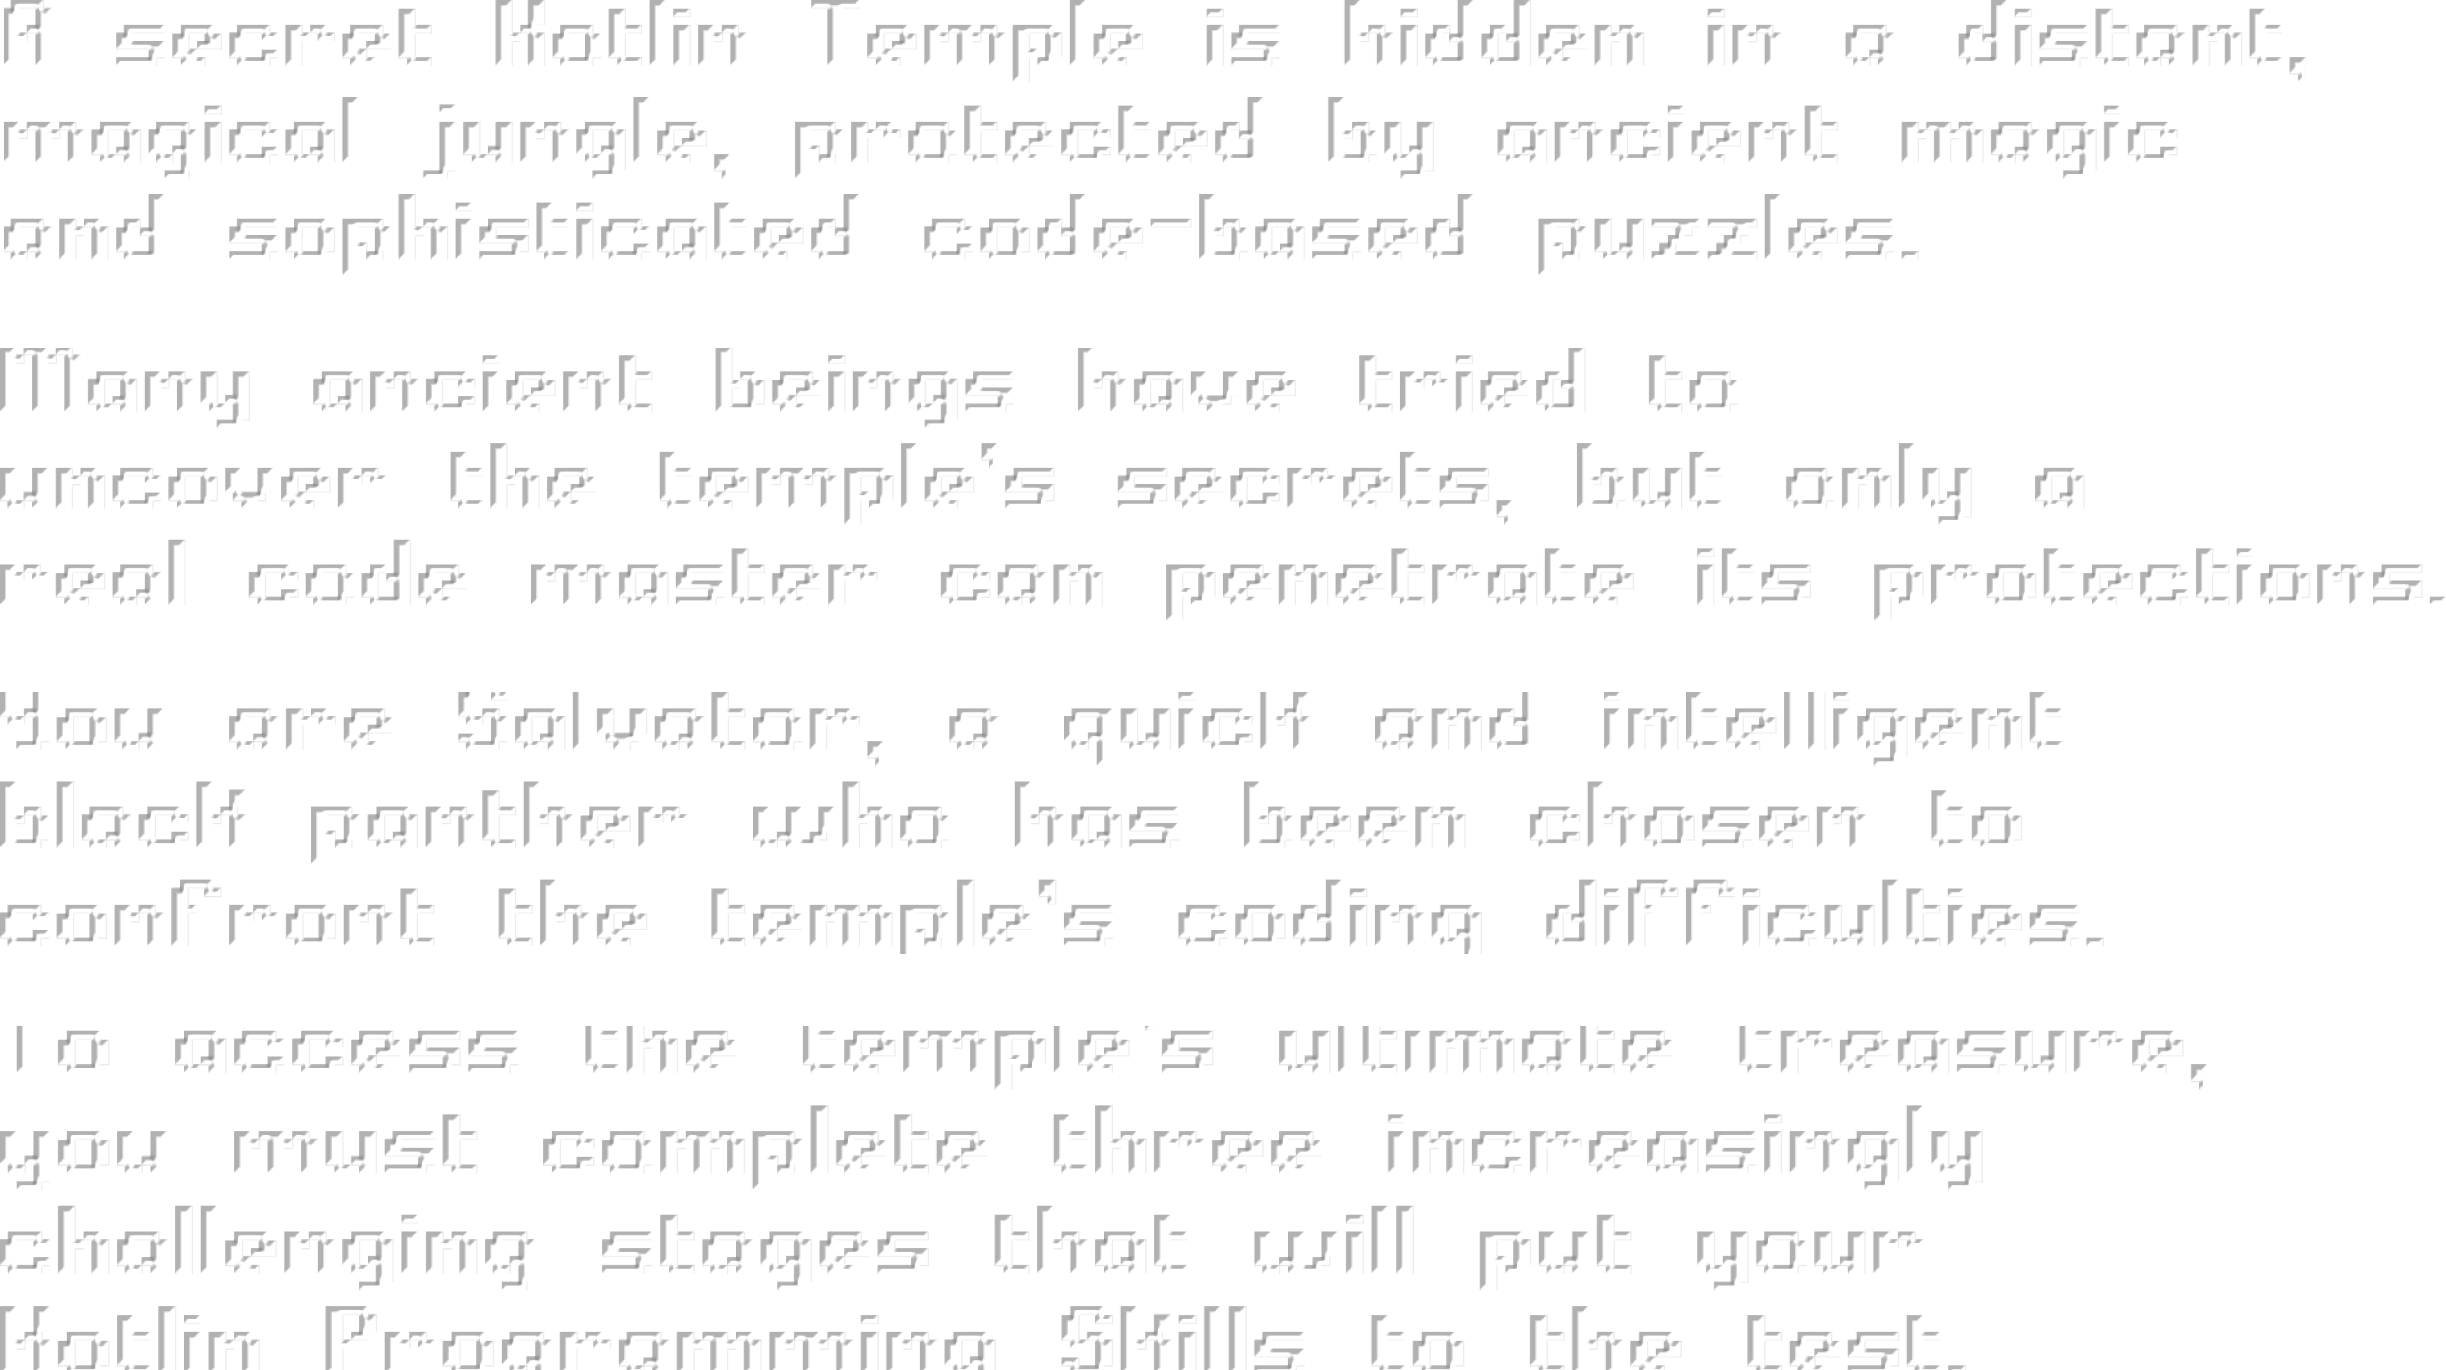 A secret Kotlin Temple is hidden in a distant,
magical jungle, protected by ancient magic
and sophisticated code-based puzzles.
Many ancient beings have tried to
uncover the temple's secrets, but only a
real code master can penetrate its protections.
You are Salvator, a quick and intelligent
black panther who has been chosen to
confront the temple's coding difficulties.
To access the temple's ultimate treasure,
you must complete three increasingly
challenging stages that will put your
Kotlin Programming Skills to the test.